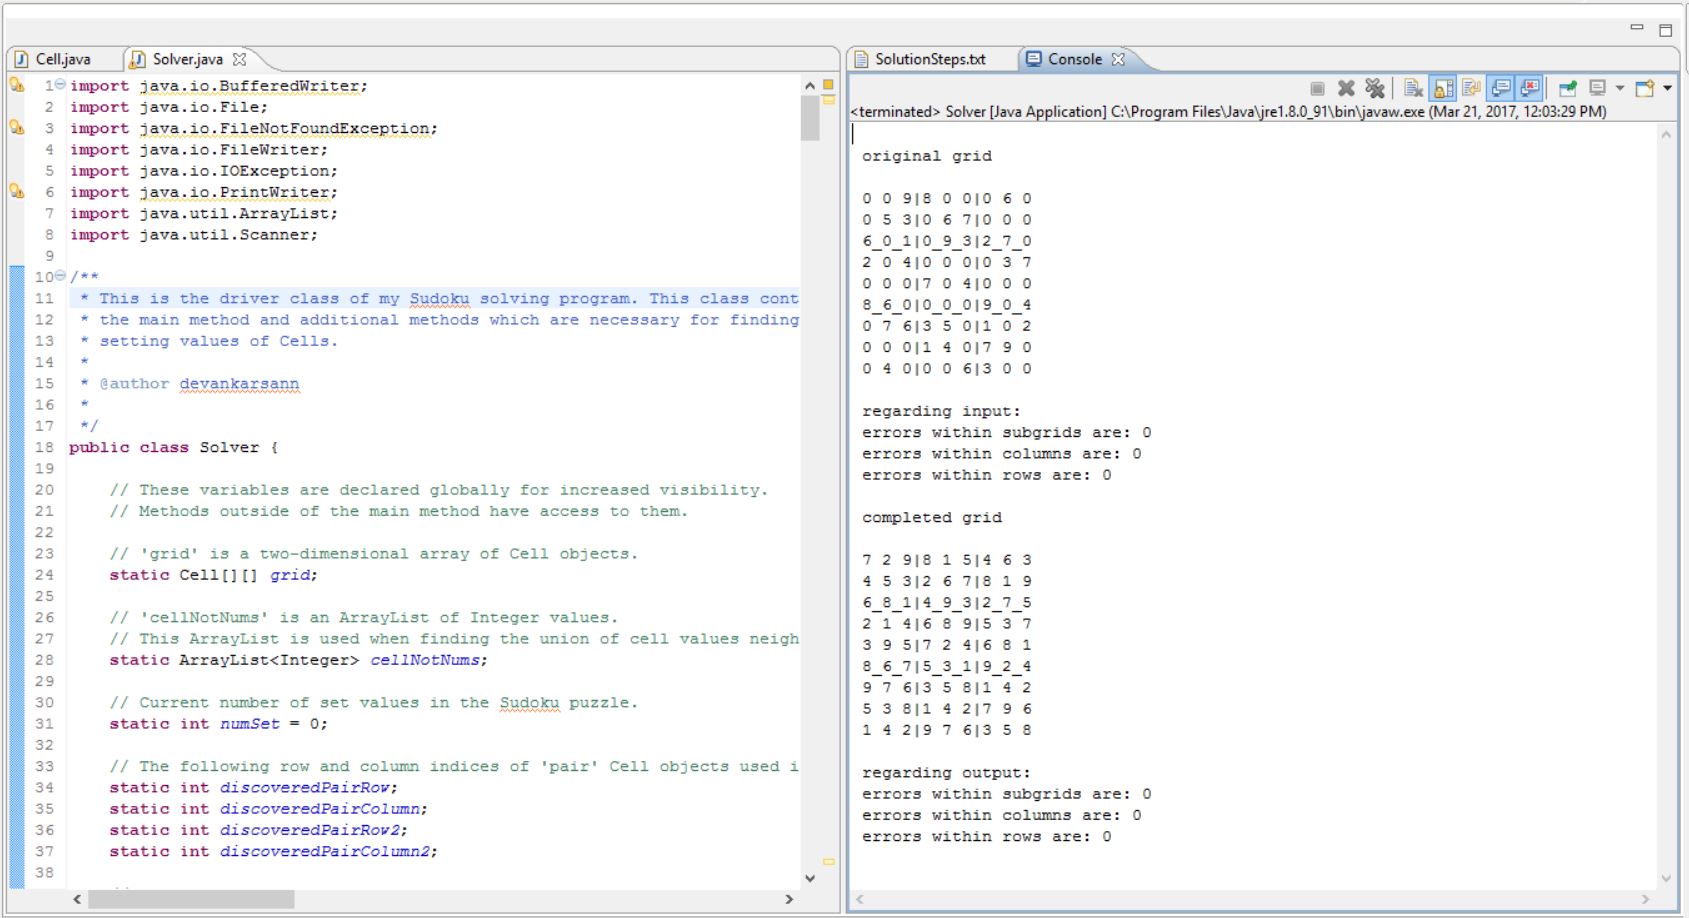 Cell.java
Solver.java
1 import java.io.BufferedWriter;
2 import java.io.File;
3 import java.io.FileNotFoundException;
4 import java.io.FileWriter;
5 import java.io.IOException;
6 import java.io.PrintWriter;
7 import java.util.ArrayList;
8 import java.util.Scanner;
9
10 /**
11 * This is the driver class of my Sudoku solving program. This class cont
12 * the main method and additional methods which are necessary for finding
13 * setting values of Cells.
14 *
15 * @author devankarsann
16 *
17 */
18 public class Solver {
19
20 // These variables are declared globally for increased visibility.
21 // Methods outside of the main method have access to them.
22
23 // 'grid' is a two-dimensional array of Cell objects.
24 static Cell[][] grid;
25
26 // 'cellNotNums' is an ArrayList of Integer values.
27 // This ArrayList is used when finding the union of cell values neigh
28 static ArrayList<Integer> cellNotNums;
29
30 // Current number of set values in the Sudoku puzzle.
31 static int numSet = 0;
32
33 // The following row and column indices of 'pair' Cell objects used i
34 static int discoveredPairRow;
35 static int discoveredPairColumn;
36 static int discoveredPairRow2;
37 static int discoveredPairColumn2;
38
SolutionSteps.txt
Console
<terminated> Solver [Java Application] C:\Program Files\Java\jre1.8.0_91\bin\javaw.exe (Mar 21, 2017, 12:03:29 PM)
original grid
0 0 9|8 0 0|0 6 0
0 5 3|0 6 7|0 0 0
6_0_1|0_9_3|2_7_0
2 0 4|0 0 0|0 3 7
0 0 0|7 0 4|0 0 0
8_6_0|0_0_0|9_0_4
0 7 6|3 5 0|1 0 2
0 0 0|1 4 0|7 9 0
0 4 0|0 0 6|3 0 0
regarding input:
errors within subgrids are: 0
errors within columns are: 0
errors within rows are: 0
completed grid
7 2 9|8 1 5|4 6 3
4 5 3|2 6 7|8 1 9
6_8_1|4_9_3|2_7_5
2 1 4|6 8 9|5 3 7
3 9 5|7 2 4|6 8 1
8_6_7|5_3_1|9_2_4
9 7 6|3 5 8|1 4 2
5 3 8|1 4 2|7 9 6
1 4 2|9 7 6|3 5 8
regarding output:
errors within subgrids are: 0
errors within columns are: 0
errors within rows are: 0